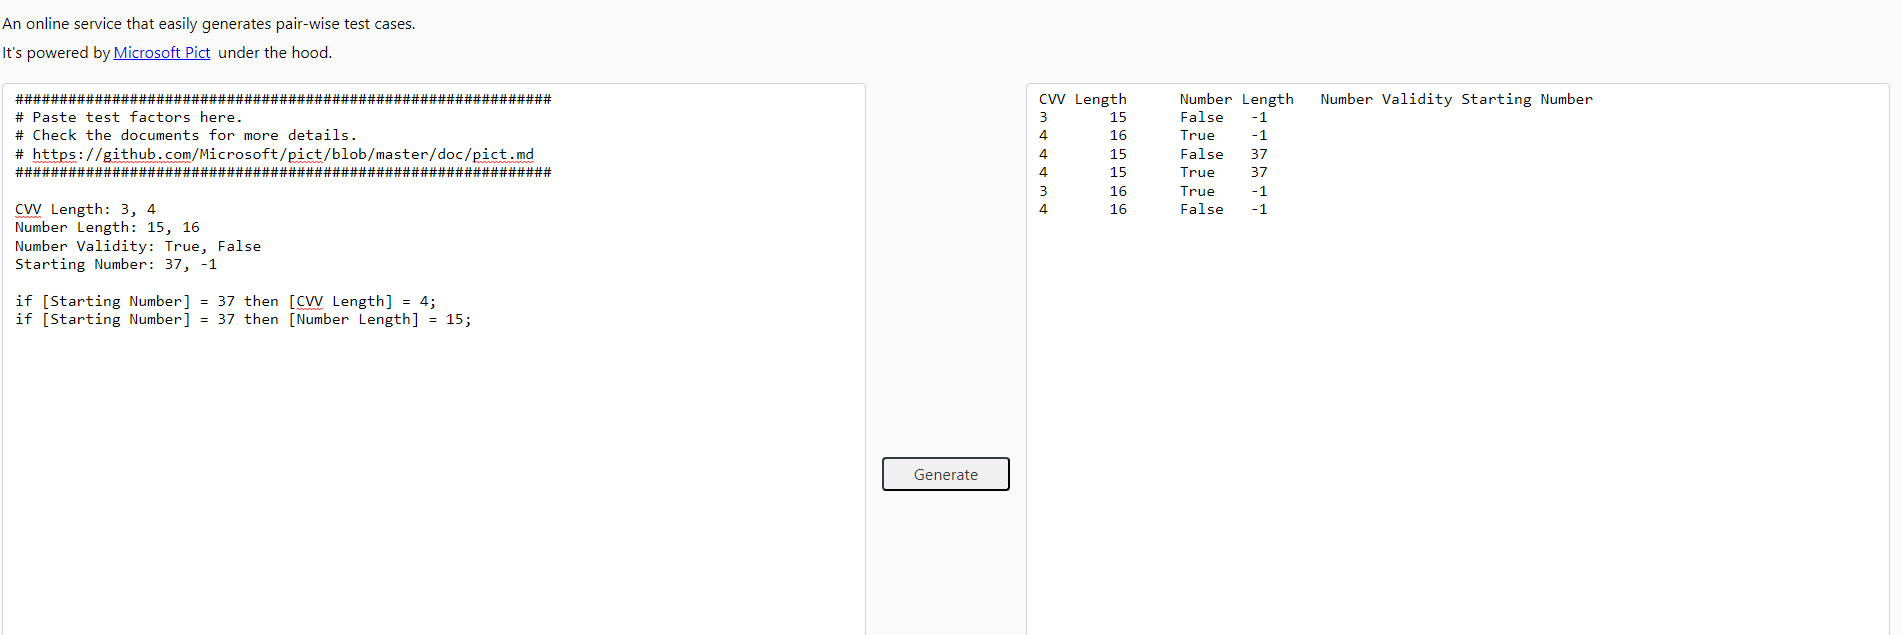 An online service that easily generates pair-wise test cases.
It's powered by Microsoft Pict under the hood.
#############################################################
# Paste test factors here.
# Check the documents for more details.
# https://github.com/Microsoft/pict/blob/master/doc/pict.md
#############################################################
CVV Length: 3, 4
Number Length: 15, 16
Number Validity: True, False
Starting Number: 37, -1
if [Starting Number] = 37 then [CVV Length] = 4;
if [Starting Number] = 37 then [Number Length] = 15;
Generate
CVV Length Number Length Number Validity Starting Number
3 15 False -1
4 16 True -1
4 15 False 37
4 15 True 37
3 16 True -1
4 16 False -1